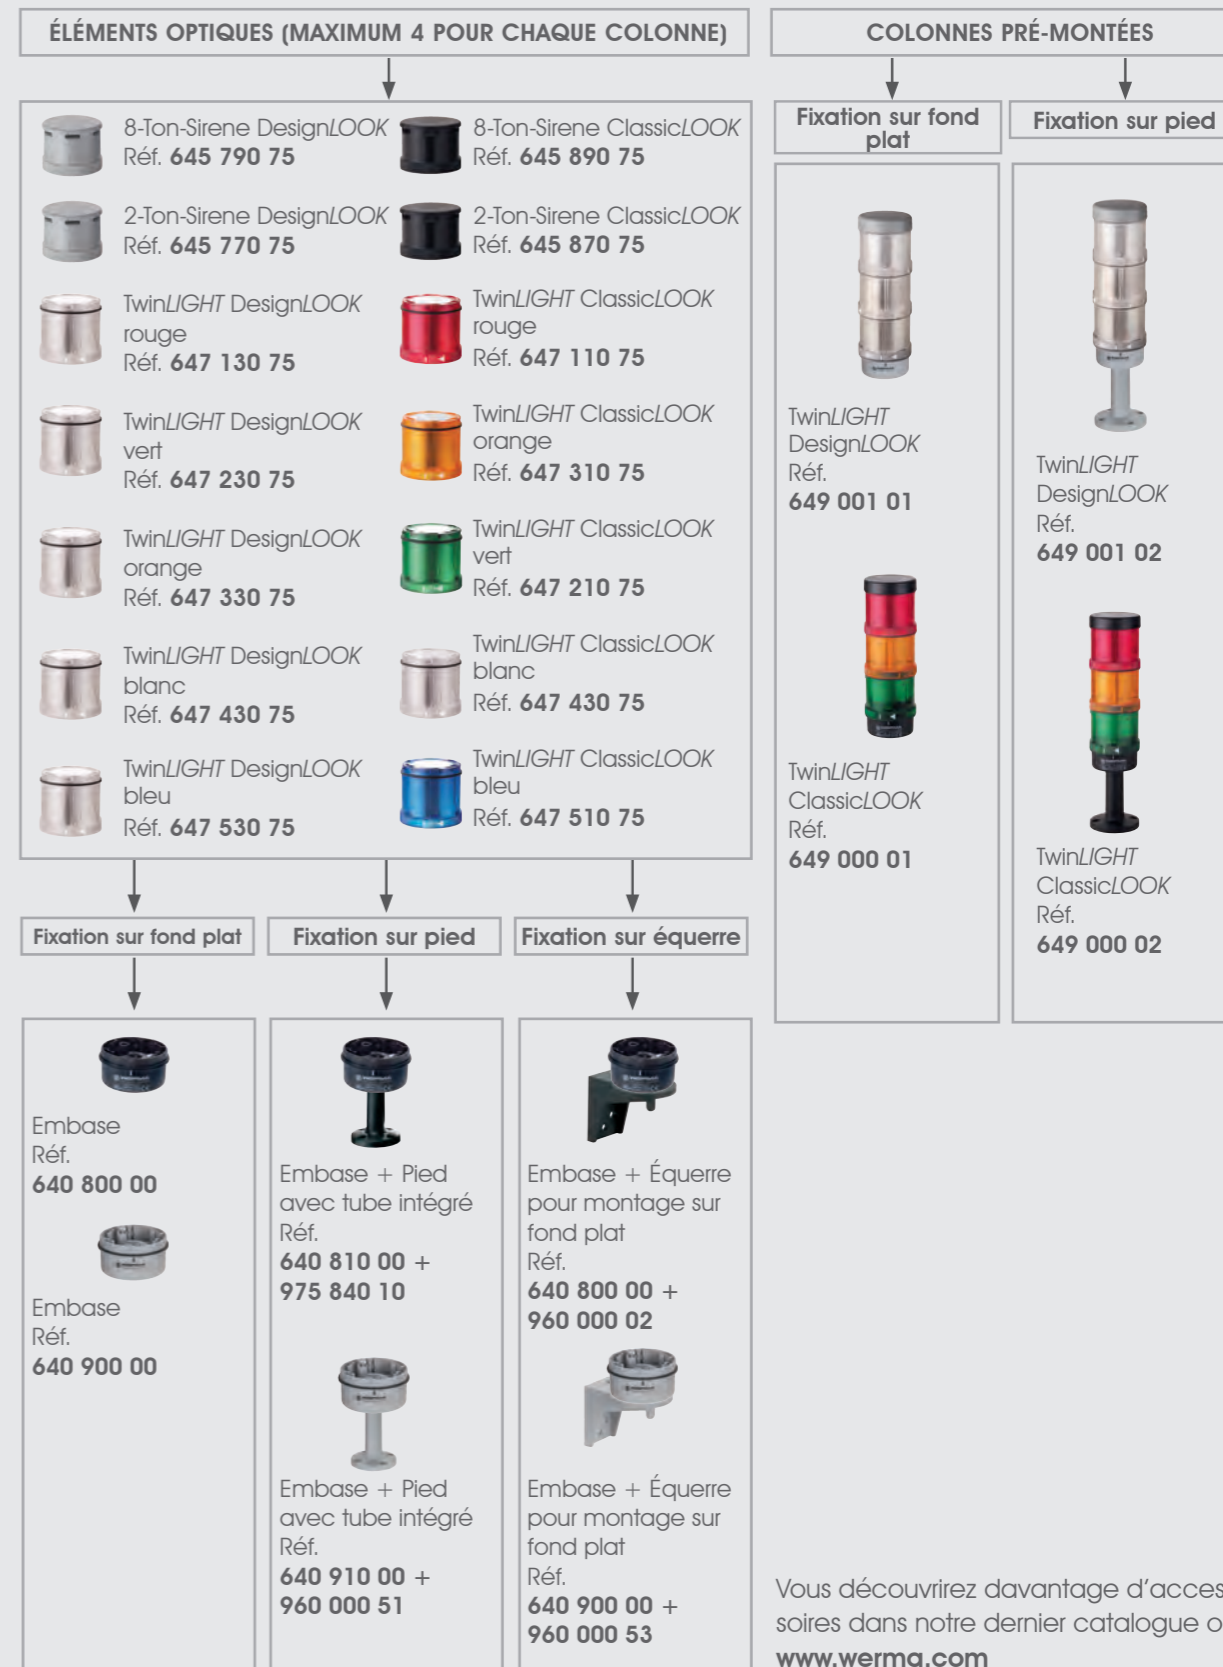 ÉLÉMENTS OPTIQUES (MAXIMUM 4 POUR CHAQUE COLONNE)
8-Ton-Sirene DesignLOOK
Réf. 645 790 75
8-Ton-Sirene ClassicLOOK
Réf. 645 890 75
2-Ton-Sirene DesignLOOK
Réf. 645 770 75
2-Ton-Sirene ClassicLOOK
Réf. 645 870 75
TwinLIGHT DesignLOOK
rouge
Réf. 647 130 75
TwinLIGHT ClassicLOOK
rouge
Réf. 647 110 75
TwinLIGHT DesignLOOK
vert
Réf. 647 230 75
TwinLIGHT ClassicLOOK
orange
Réf. 647 310 75
TwinLIGHT DesignLOOK
orange
Réf. 647 330 75
TwinLIGHT ClassicLOOK
vert
Réf. 647 210 75
TwinLIGHT DesignLOOK
blanc
Réf. 647 430 75
TwinLIGHT ClassicLOOK
blanc
Réf. 647 430 75
TwinLIGHT DesignLOOK
bleu
Réf. 647 530 75
TwinLIGHT ClassicLOOK
bleu
Réf. 647 510 75
Fixation sur fond plat
Embase
Réf.
640 800 00
Embase
Réf.
640 900 00
Fixation sur pied
Embase + Pied
avec tube intégré
Réf.
640 810 00 +
975 840 10
Embase + Pied
avec tube intégré
Réf.
640 910 00 +
960 000 51
Fixation sur équerre
Embase + Équerre
pour montage sur
fond plat
Réf.
640 800 00 +
960 000 02
Embase + Équerre
pour montage sur
fond plat
Réf.
640 900 00 +
960 000 53
COLONNES PRÉ-MONTÉES
Fixation sur fond
plat
TwinLIGHT
DesignLOOK
Réf.
649 001 01
TwinLIGHT
ClassicLOOK
Réf.
649 000 01
Fixation sur pied
TwinLIGHT
DesignLOOK
Réf.
649 001 02
TwinLIGHT
ClassicLOOK
Réf.
649 000 02
Vous découvrirez davantage d'acces
soires dans notre dernier catalogue o
www.werma.com